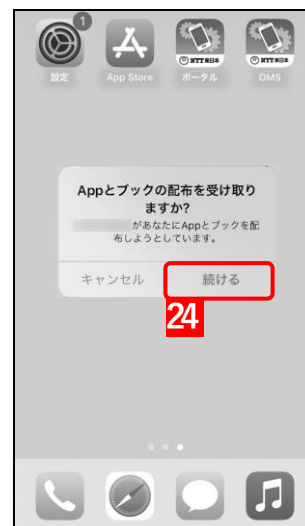 1
設定
App Store
ポータル
OMS
NTT東日本
NTT東日本
Appとブックの配布を受け取り
ますか?
があなたにAppとブックを配
布しようとしています。
キャンセル
続ける
24